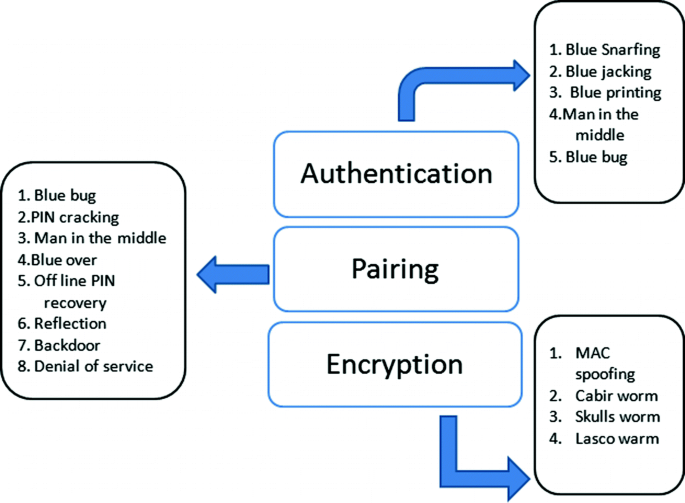 1. Blue Snarfing
2. Blue jacking
3. Blue printing
4.Man in the
middle
5. Blue bug
Authentication
1. Blue bug
2.PIN cracking
3. Man in the middle
4.Blue over
5. Off line PIN
recovery
6. Reflection
7. Backdoor
8. Denial of service
Pairing
Encryption
1. MAC
spoofing
2. Cabir worm
3. Skulls worm
4. Lasco warm